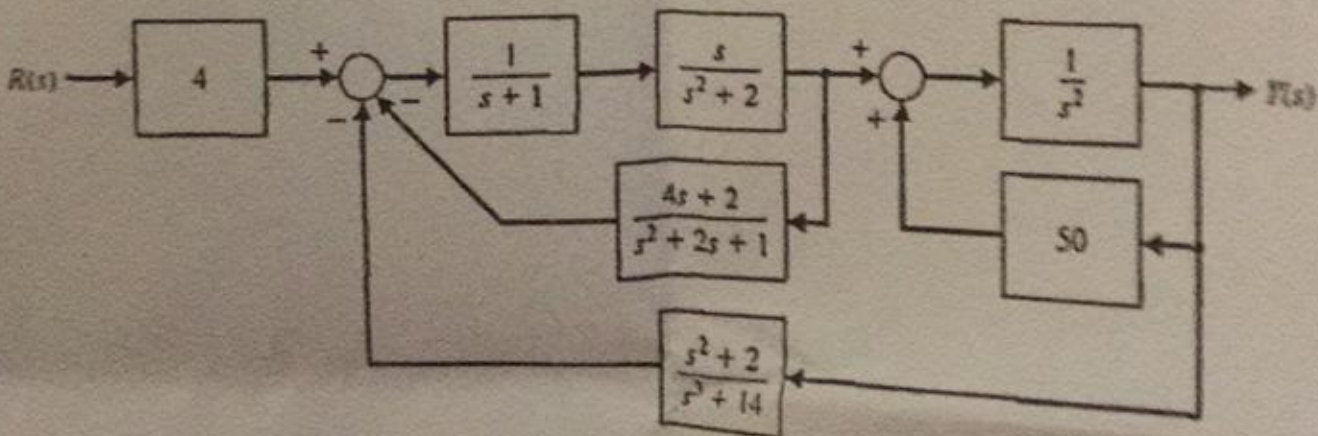 R(s)
4
+
−
−
1
s + 1
s
s² + 2
+
+
1
s²
Y(s)
4s + 2
s² + 2s + 1
50
s² + 2
s³ + 14